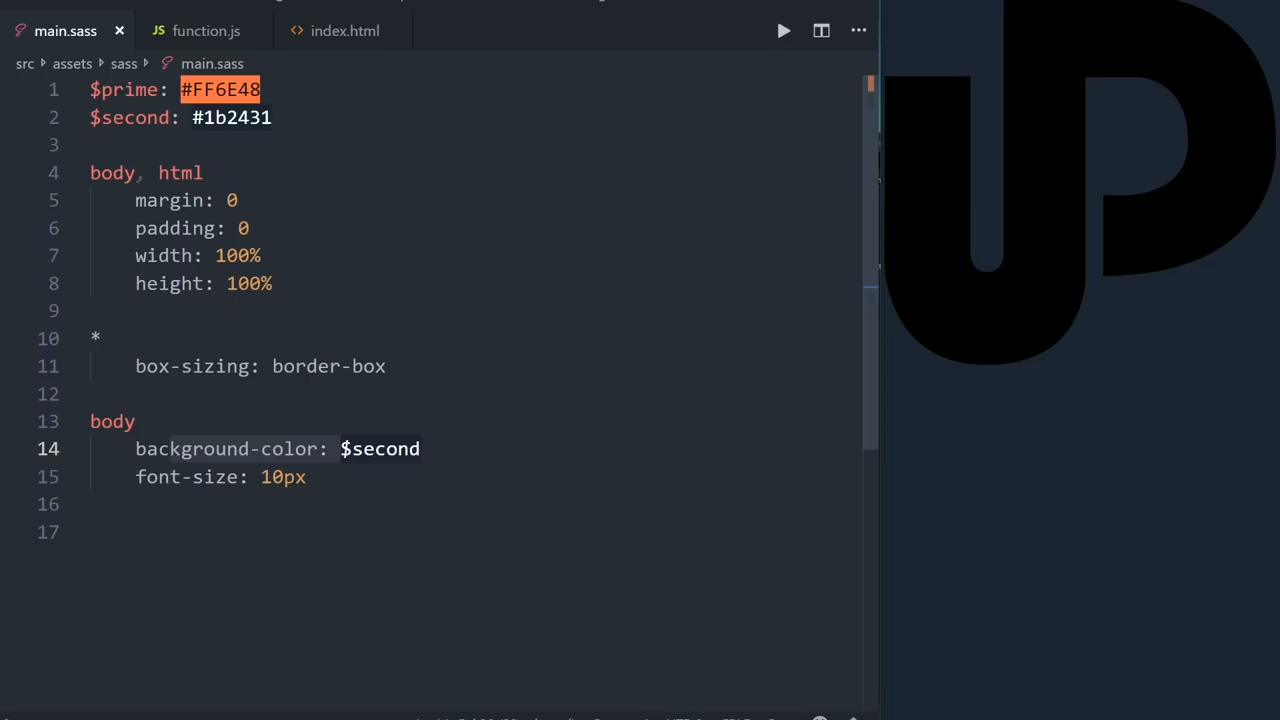 main.sass × JS function.js <> index.html
src assets sass main.sass
1 $prime: #FF6E48
2 $second: #1b2431
3
4 body, html
5 margin: 0
6 padding: 0
7 width: 100%
8 height: 100%
9
10 *
11 box-sizing: border-box
12
13 body
14 background-color: $second
15 font-size: 10px
16
17